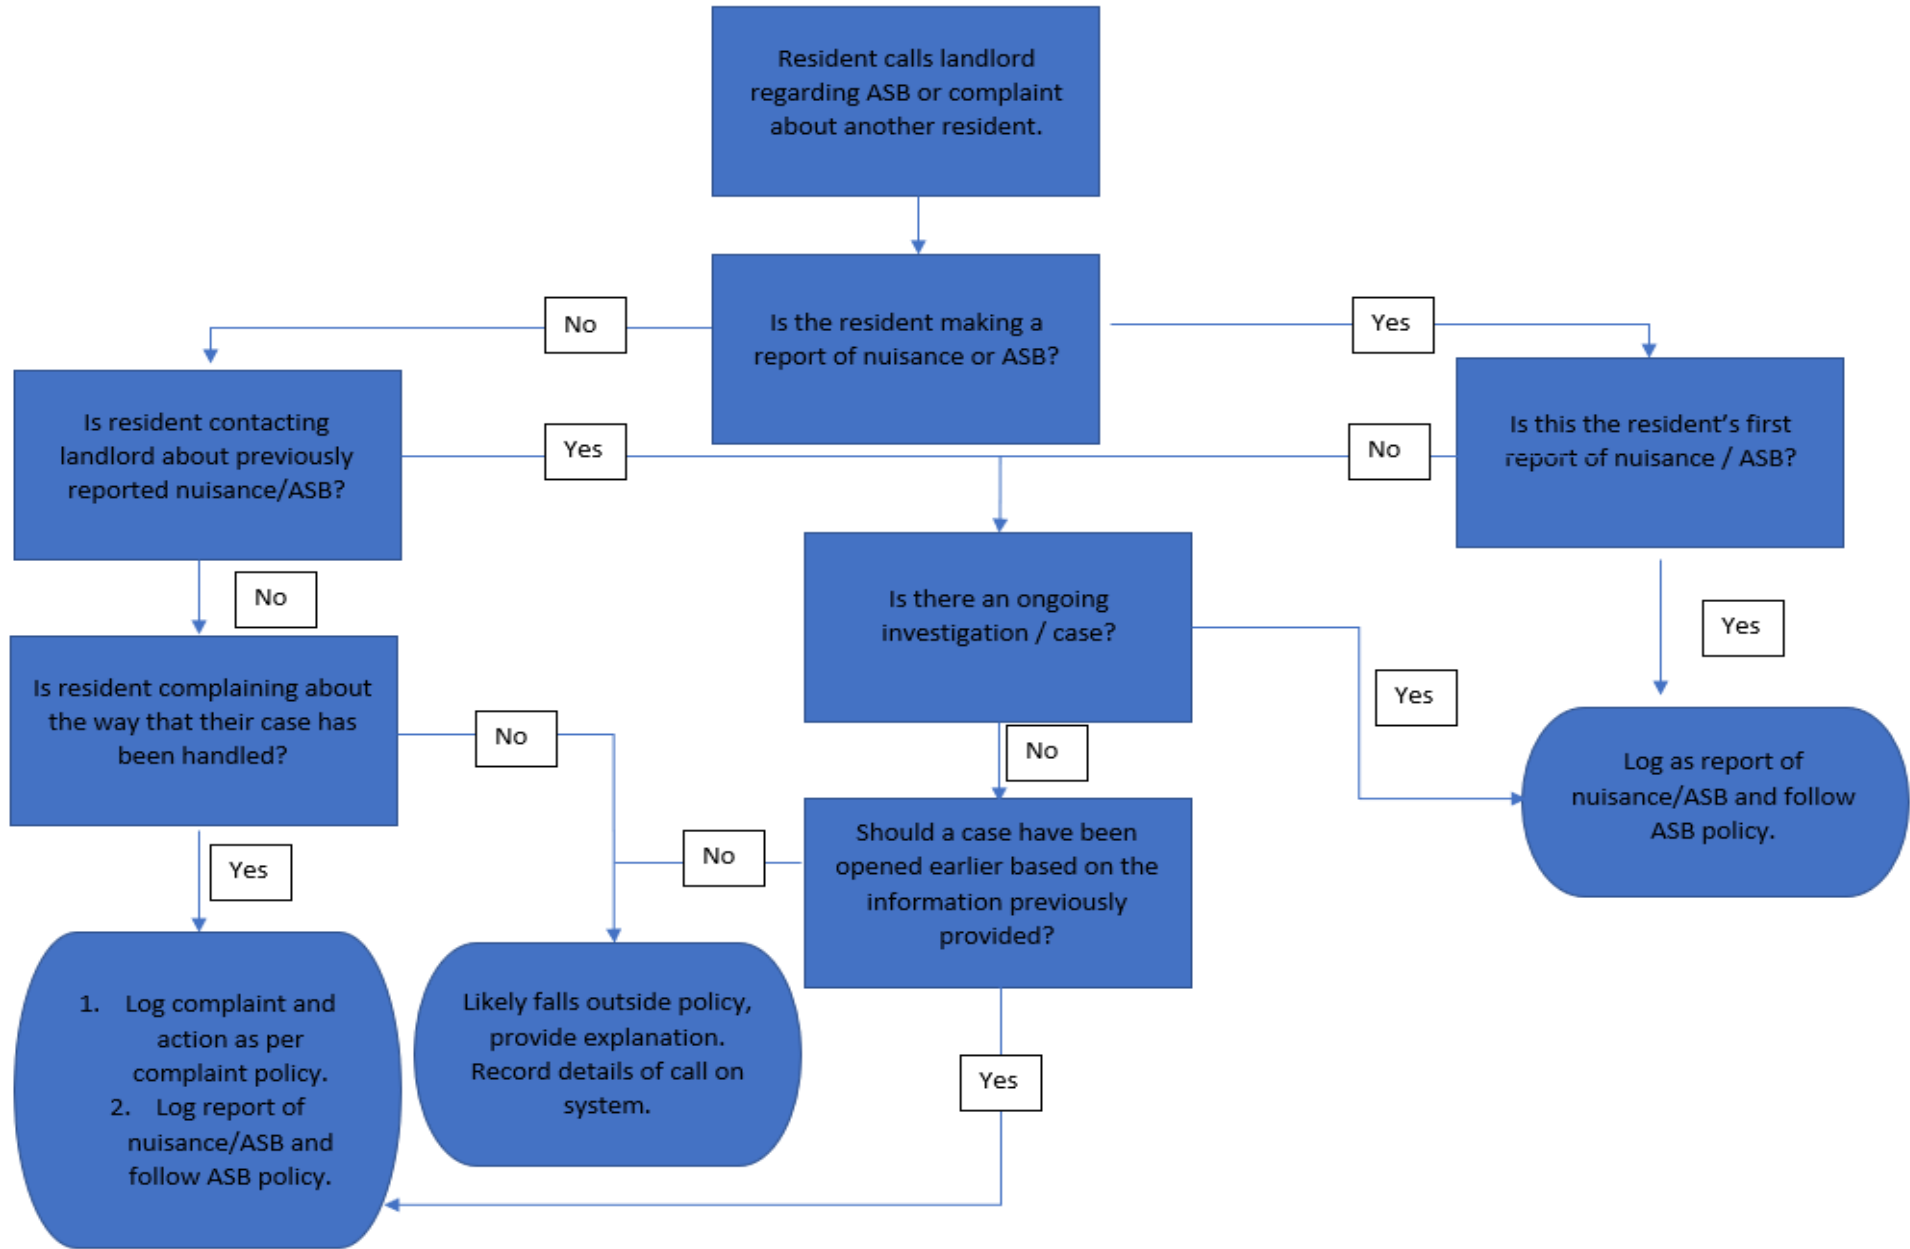 Resident calls landlord
regarding ASB or complaint
about another resident.
No
Is the resident making a
report of nuisance or ASB?
Yes
Is resident contacting
landlord about previously
reported nuisance/ASB?
Yes
No
Is this the resident’s first
report of nuisance / ASB?
No
Is there an ongoing
investigation / case?
Yes
Yes
Is resident complaining about
the way that their case has
been handled?
No
No
Should a case have been
opened earlier based on the
information previously
provided?
No
Log as report of
nuisance/ASB and follow
ASB policy.
Yes
1. Log complaint and
action as per
complaint policy.
2. Log report of
nuisance/ASB and
follow ASB policy.
Likely falls outside policy,
provide explanation.
Record details of call on
system.
Yes